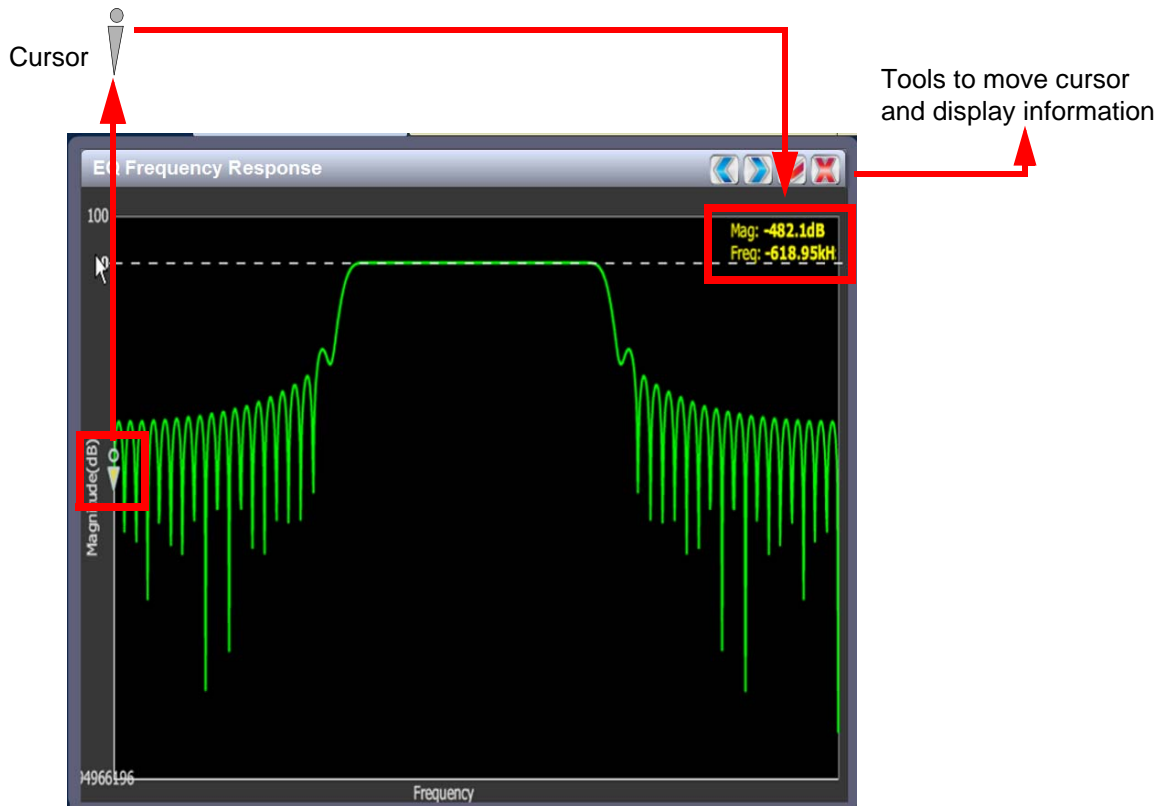 Cursor
Tools to move cursor
and display information
EQ Frequency Response
100
Mag: -482.1dB
Freq: -618.95kH
Magnitude(dB)
94966196
Frequency